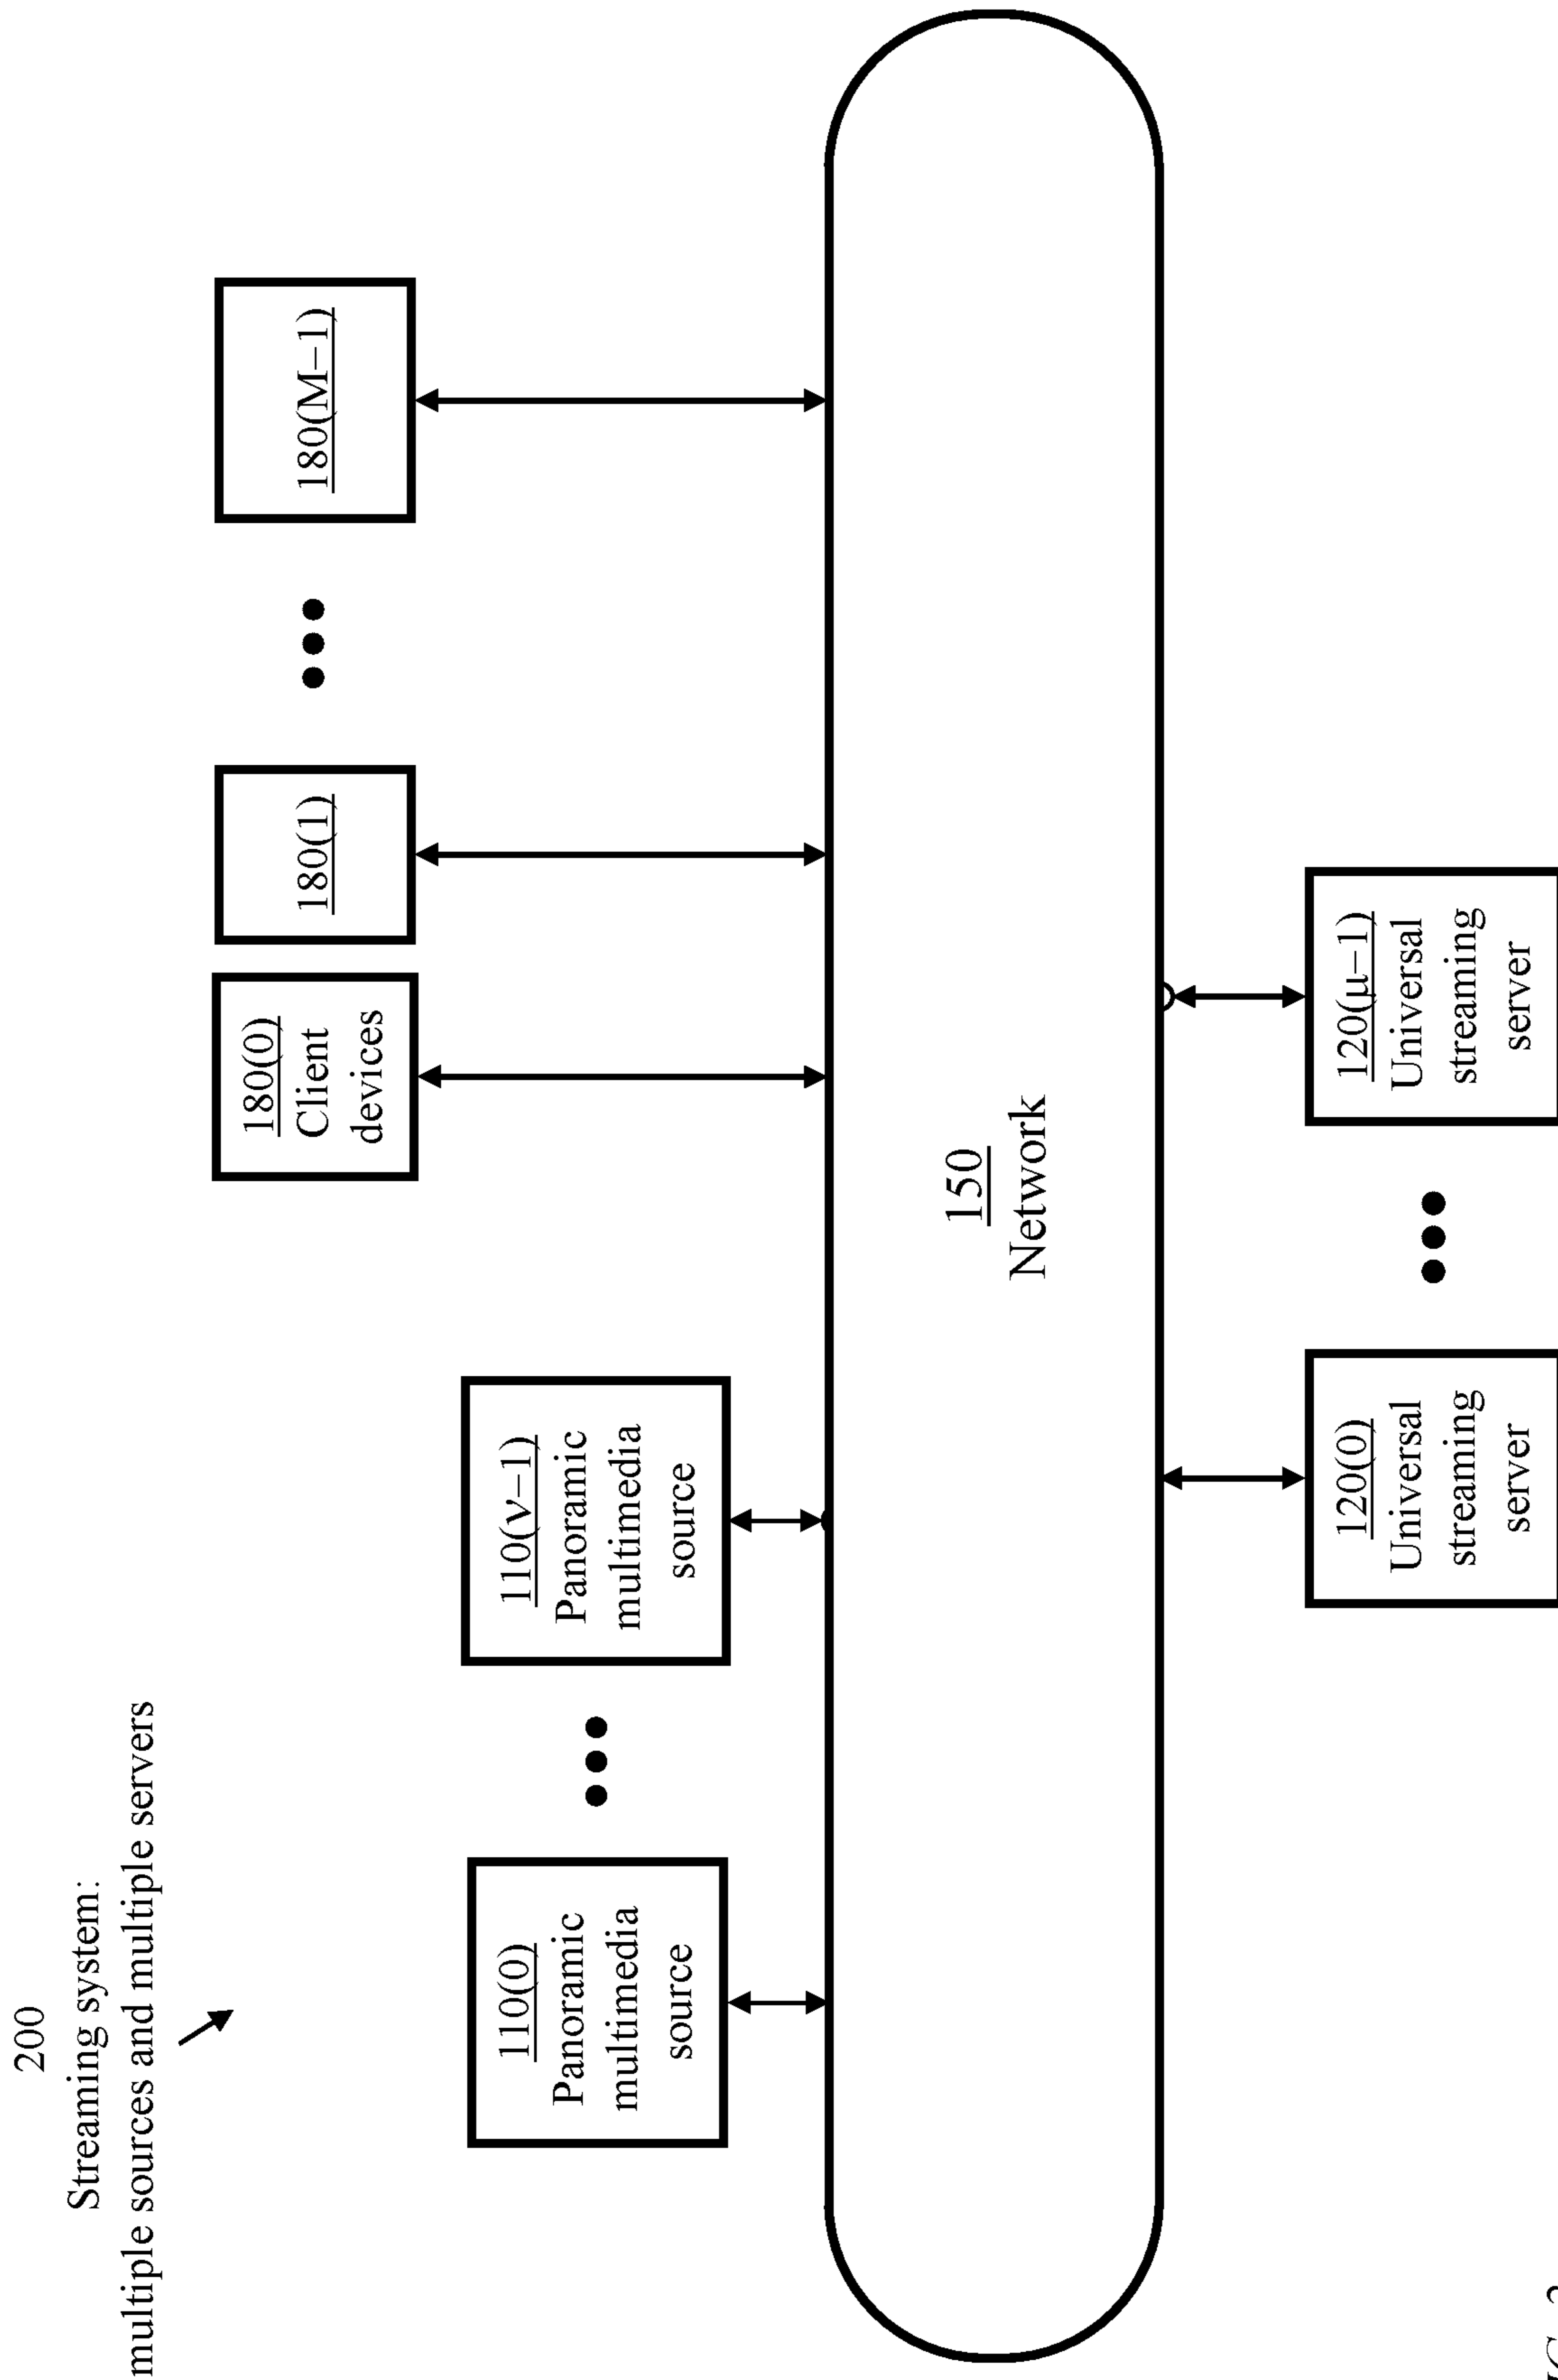 200
Streaming system:
multiple sources and multiple servers
110(0)
Panoramic
multimedia
source
110(ν–1)
Panoramic
multimedia
source
180(0)
Client
devices
180(1)
180(M–1)
150
Network
120(0)
Universal
streaming
server
120(μ–1)
Universal
streaming
server